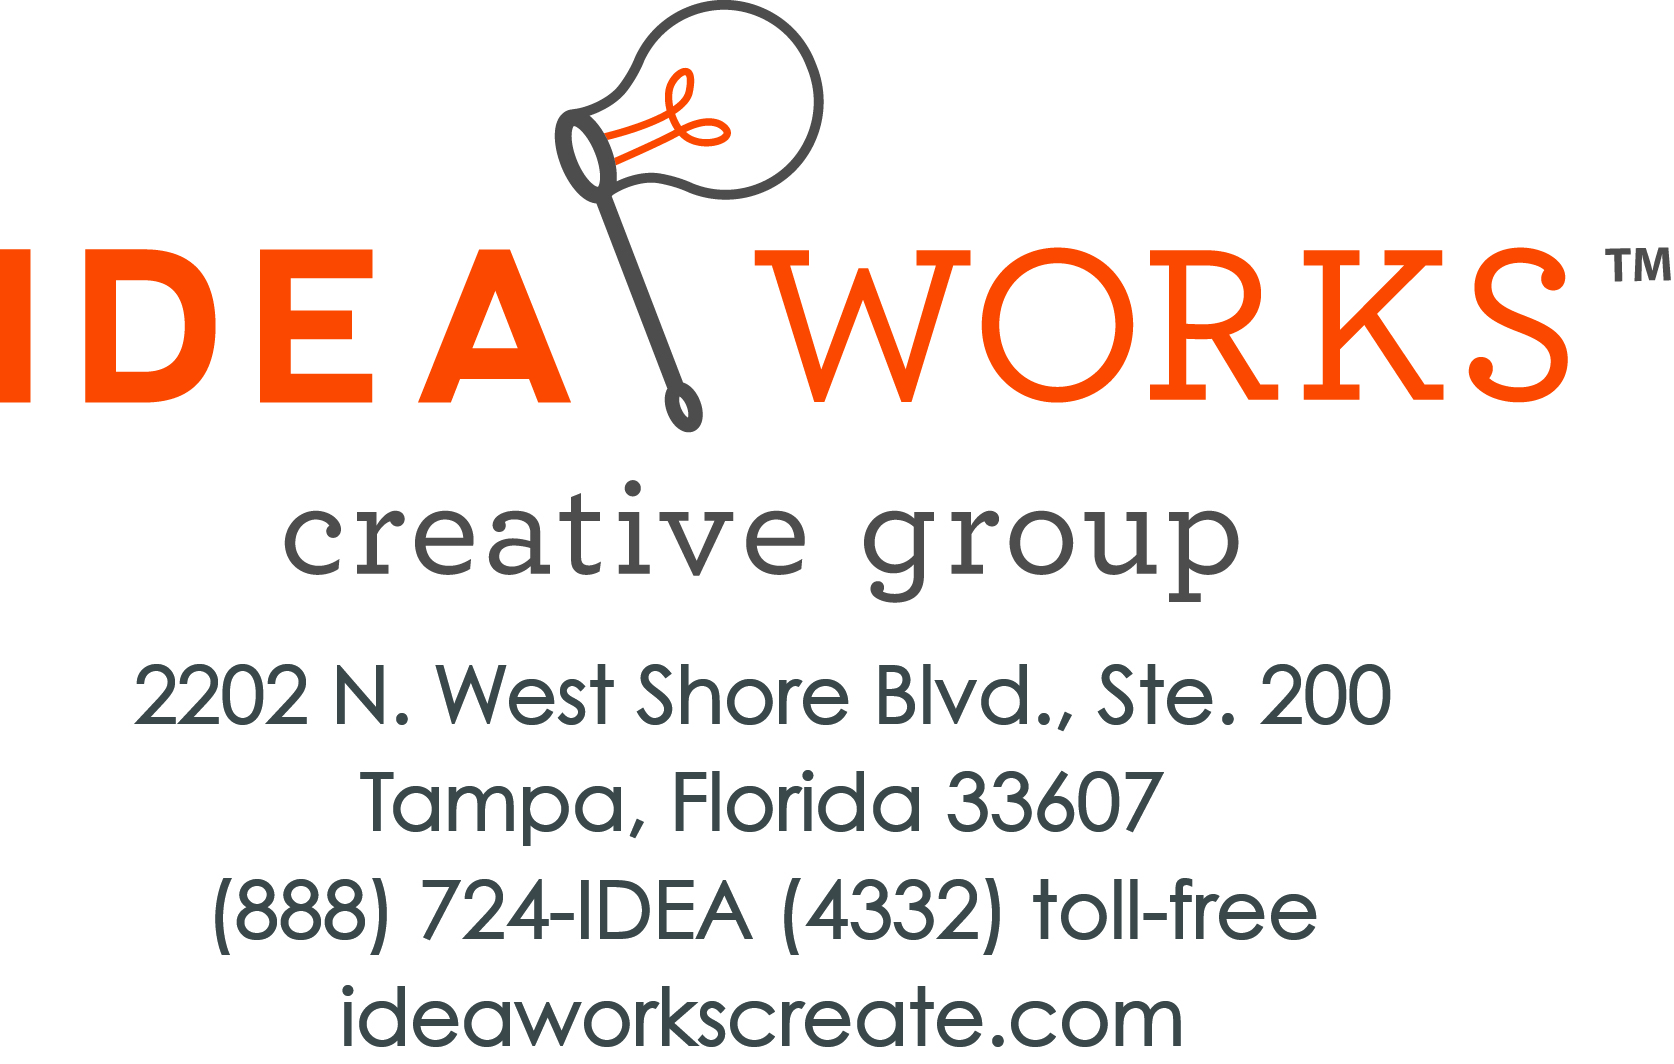 IDEA WORKS™
creative group
2202 N. West Shore Blvd., Ste. 200
Tampa, Florida 33607
(888) 724-IDEA (4332) toll-free
ideaworkscreate.com